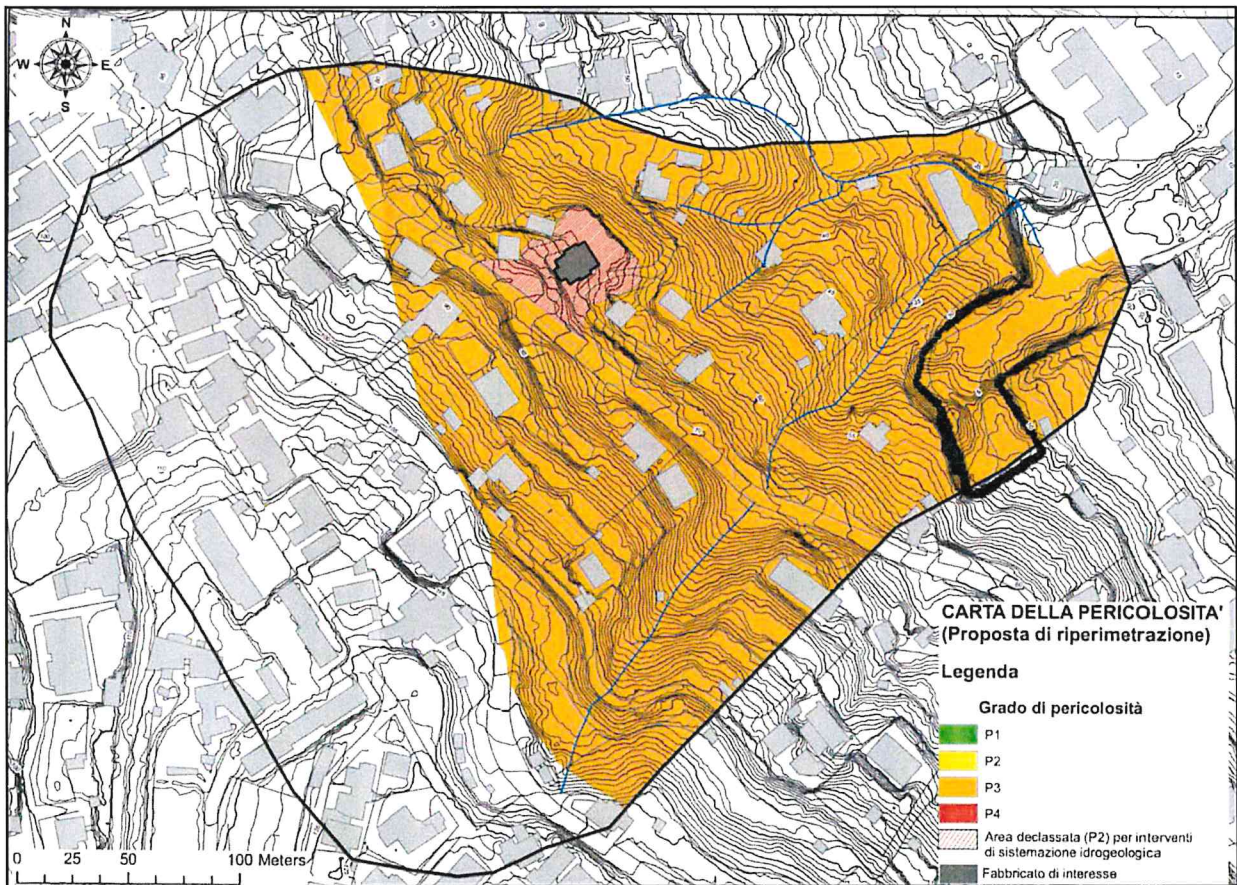 N
W E
S
CARTA DELLA PERICOLOSITA'
(Proposta di riperimetrazione)
Legenda
Grado di pericolosità
P1
P2
P3
P4
Area declassata (P2) per interventi
di sistemazione idrogeologica
Fabbricato di interesse
0 25 50 100 Meters